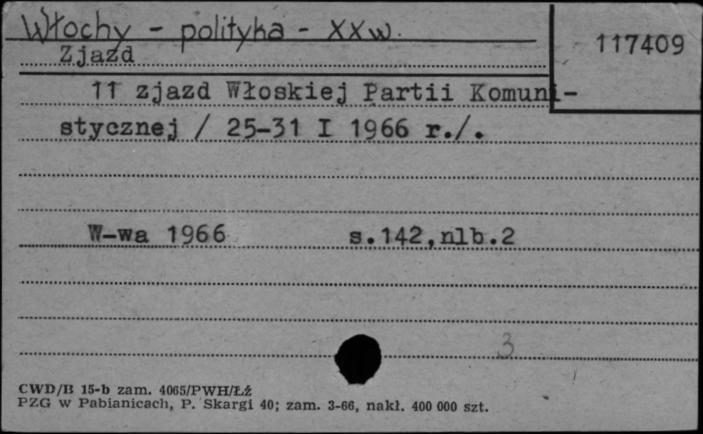 Włochy - polityka - XX w.
117409
Zjazd
11 zjazd Włoskiej Partii Komuni-
stycznej / 25-31 I 1966 r./.
W-wa 1966 s.142,nlb.2
3
CWD/B 15-b zam. 4065/PWH/Łź
PZG w Pabianicach, P. Skargi 40; zam. 3-66, nakł. 400 000 szt.